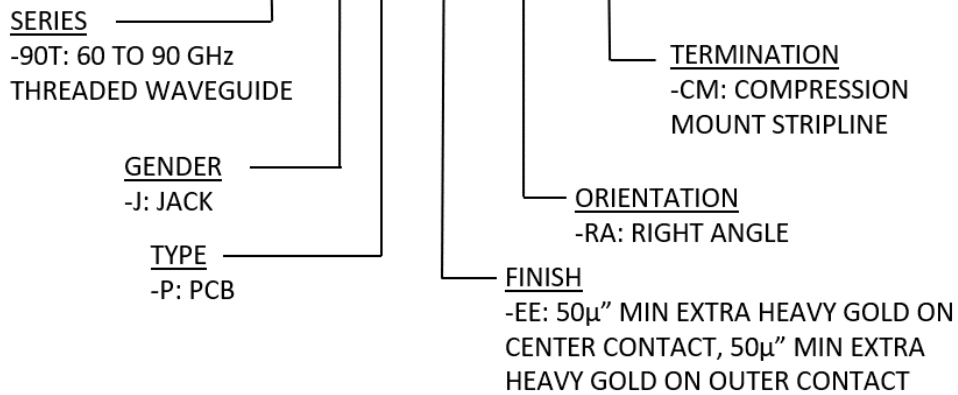 SERIES
-90T: 60 TO 90 GHz
THREADED WAVEGUIDE
GENDER
-J: JACK
TYPE
-P: PCB
TERMINATION
-CM: COMPRESSION
MOUNT STRIPLINE
ORIENTATION
-RA: RIGHT ANGLE
FINISH
-EE: 50µ” MIN EXTRA HEAVY GOLD ON
CENTER CONTACT, 50µ” MIN EXTRA
HEAVY GOLD ON OUTER CONTACT